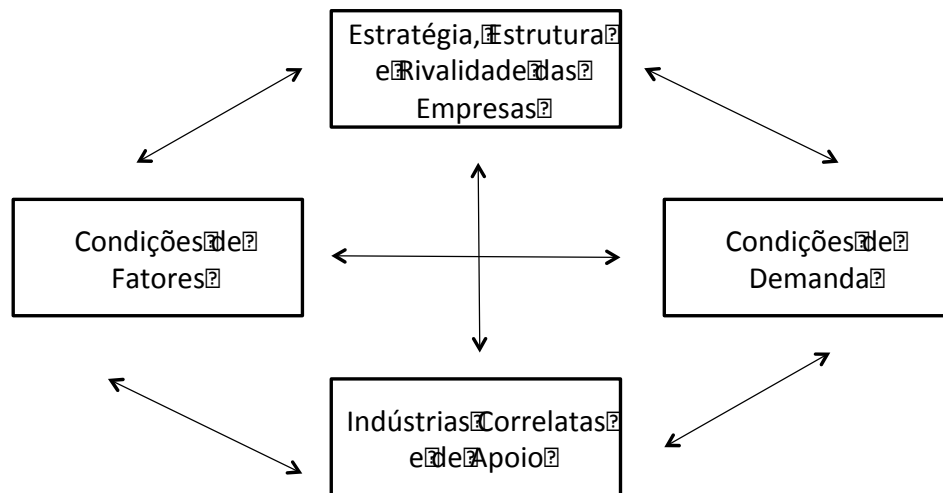 Estratégia, Estrutura
e Rivalidade das
Empresas
Condições de
Fatores
Condições de
Demanda
Indústrias Correlatas
e de Apoio